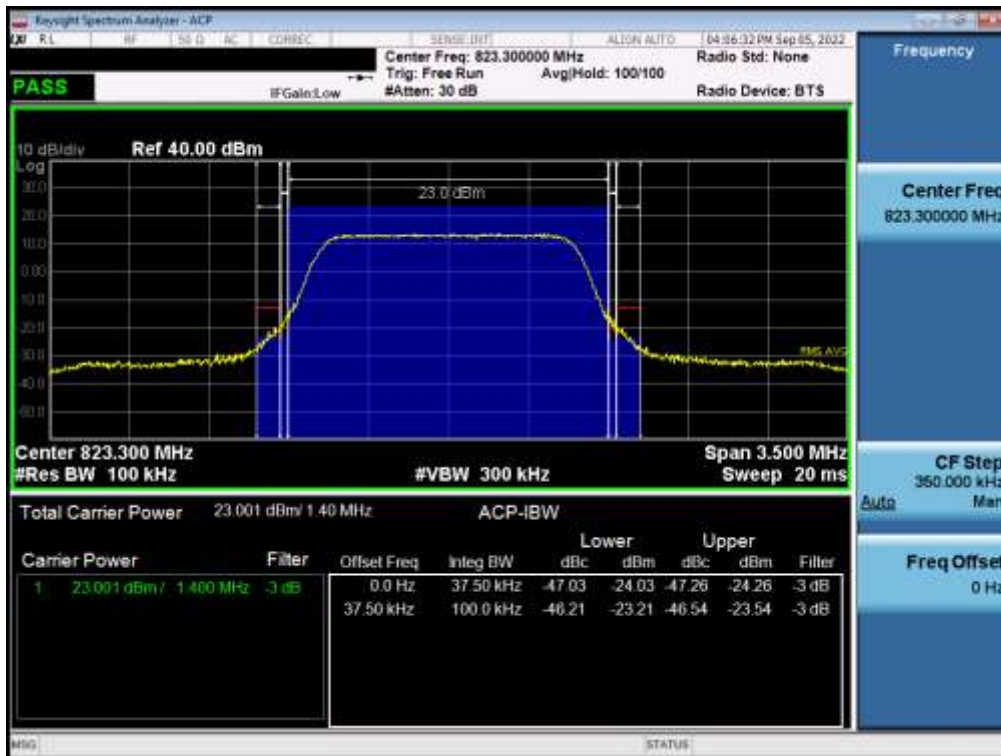 Keysight Spectrum Analyzer - ACP
LXI RL RF 50 Ω AC CORREC SENSE:INT ALIGN AUTO 04:06:32 PM Sep 05, 2022
Center Freq: 823.300000 MHz Radio Std: None
Trig: Free Run Avg|Hold: 100/100
PASS IFGain:Low #Atten: 30 dB Radio Device: BTS
10 dB/div Ref 40.00 dBm
Log
30.0
23.0 dBm
20.0
10.0
0.00
-10.0
-20.0
-30.0
RMS AVG
-40.0
Center 823.300 MHz Span 3.500 MHz
#Res BW 100 kHz #VBW 300 kHz Sweep 20 ms
Total Carrier Power 23.001 dBm/ 1.40 MHz ACP-IBW
Lower Upper
Carrier Power Filter Offset Freq Integ BW dBc dBm dBc dBm Filter
1 23.001 dBm / 1.400 MHz -3 dB 0.0 Hz 37.50 kHz -47.03 -24.03 -47.26 -24.26 -3 dB
37.50 kHz 100.0 kHz -46.21 -23.21 -46.54 -23.54 -3 dB
MSG STATUS
Frequency
Center Freq
823.300000 MHz
CF Step
350.000 kHz
Auto Man
Freq Offset
0 Hz